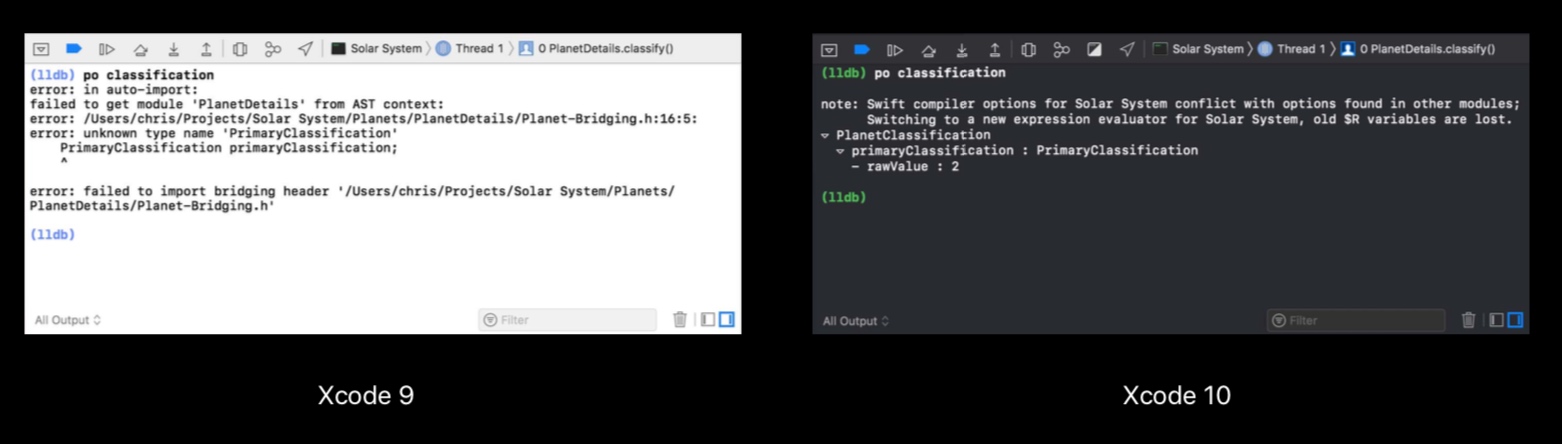 Solar System 〉 Thread 1 〉 0 PlanetDetails.classify()
(lldb) po classification
error: in auto-import:
failed to get module 'PlanetDetails' from AST context:
error: /Users/chris/Projects/Solar System/Planets/PlanetDetails/Planet-Bridging.h:16:5:
error: unknown type name 'PrimaryClassification'
    PrimaryClassification primaryClassification;
    ^
error: failed to import bridging header '/Users/chris/Projects/Solar System/Planets/
PlanetDetails/Planet-Bridging.h'
(lldb)
All Output
Filter
Xcode 9
Solar System 〉 Thread 1 〉 0 PlanetDetails.classify()
(lldb) po classification
note: Swift compiler options for Solar System conflict with options found in other modules;
      Switching to a new expression evaluator for Solar System, old $R variables are lost.
▿ PlanetClassification
  ▿ primaryClassification : PrimaryClassification
    - rawValue : 2
(lldb)
All Output
Filter
Xcode 10